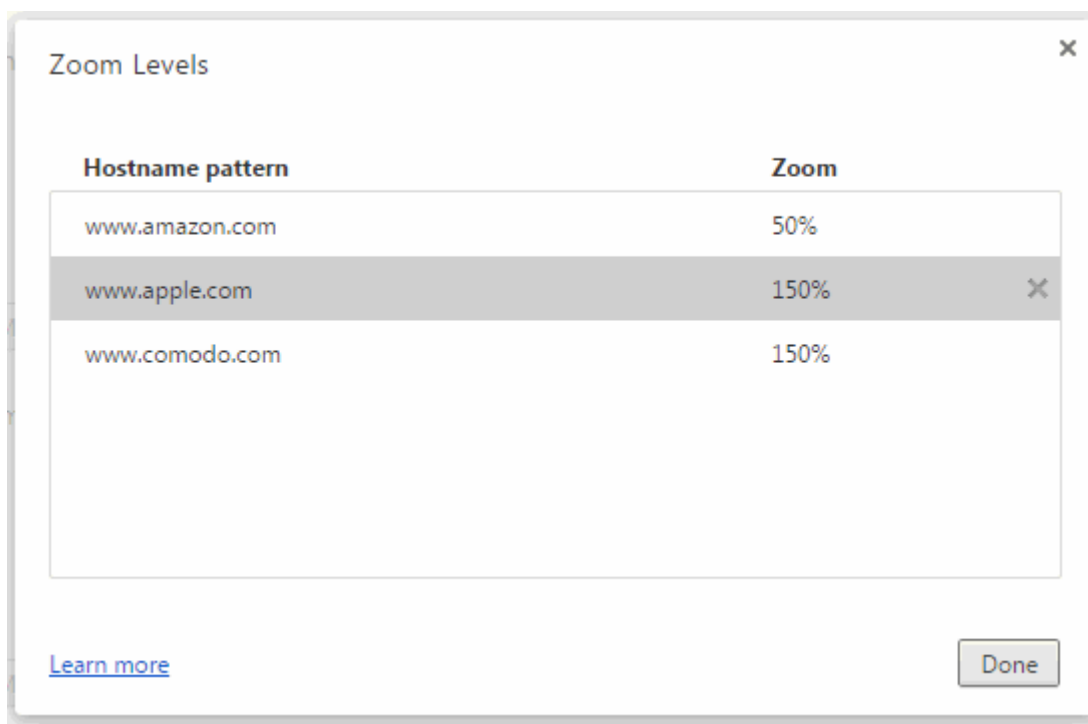 Zoom Levels
Hostname pattern Zoom
www.amazon.com 50%
www.apple.com 150%
www.comodo.com 150%
Learn more Done